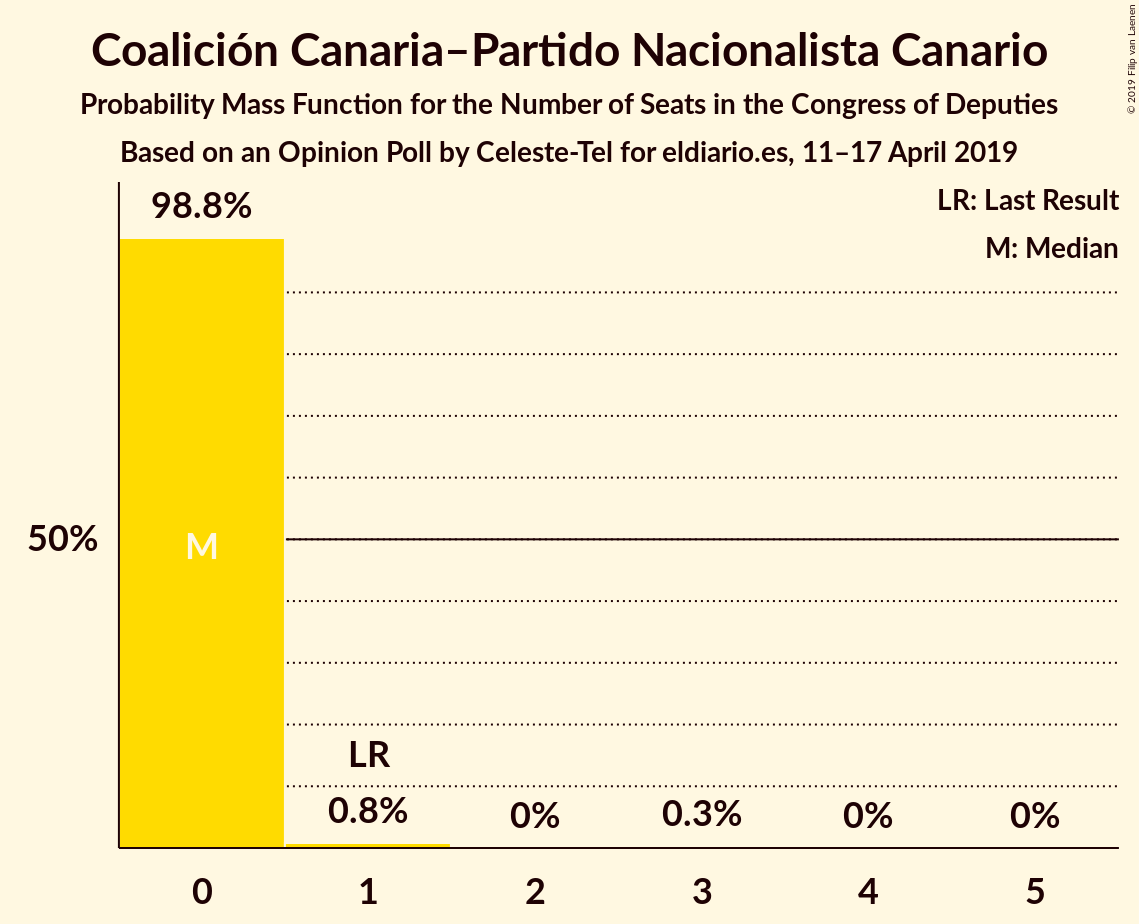 Coalición Canaria–Partido Nacionalista Canario
Probability Mass Function for the Number of Seats in the Congress of Deputies
Based on an Opinion Poll by Celeste-Tel for eldiario.es, 11–17 April 2019
© 2019 Filip van Laenen
LR: Last Result
M: Median
98.8%
50%
M
LR
0.8%
0%
0.3%
0%
0%
0 1 2 3 4 5